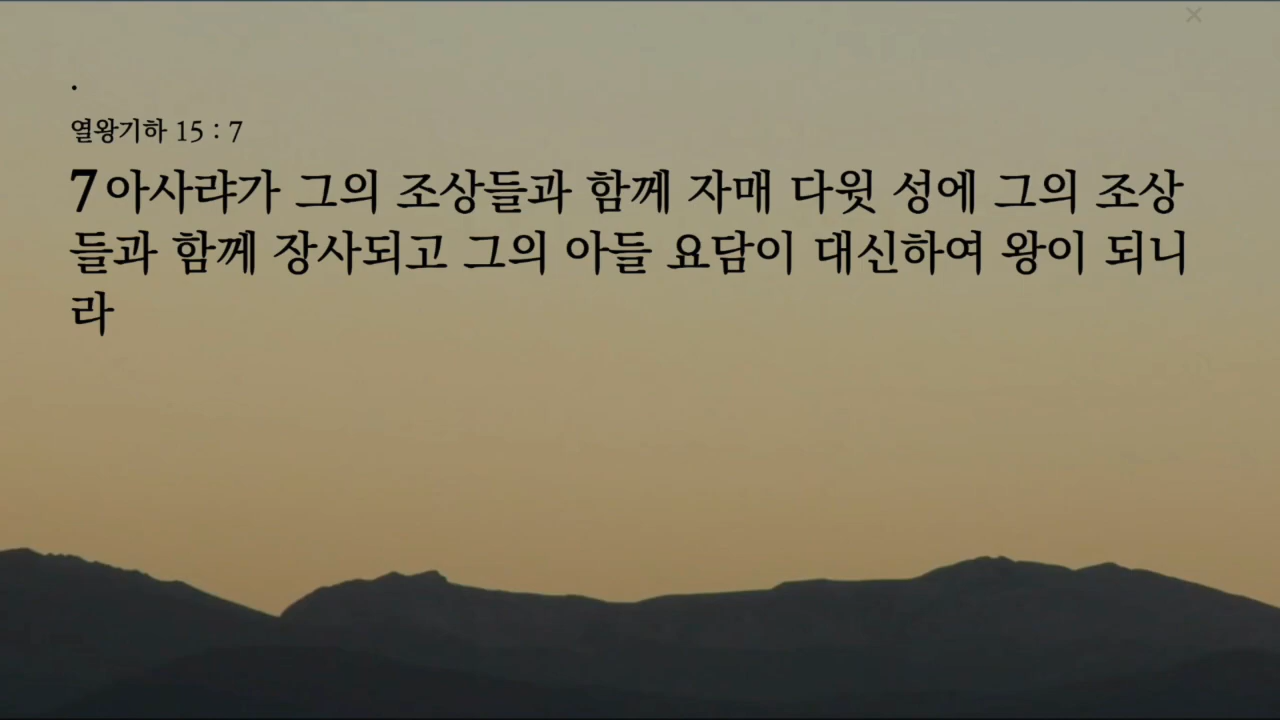 .
열왕기하 15 : 7
7 아사랴가 그의 조상들과 함께 자매 다윗 성에 그의 조상
들과 함께 장사되고 그의 아들 요담이 대신하여 왕이 되니
라